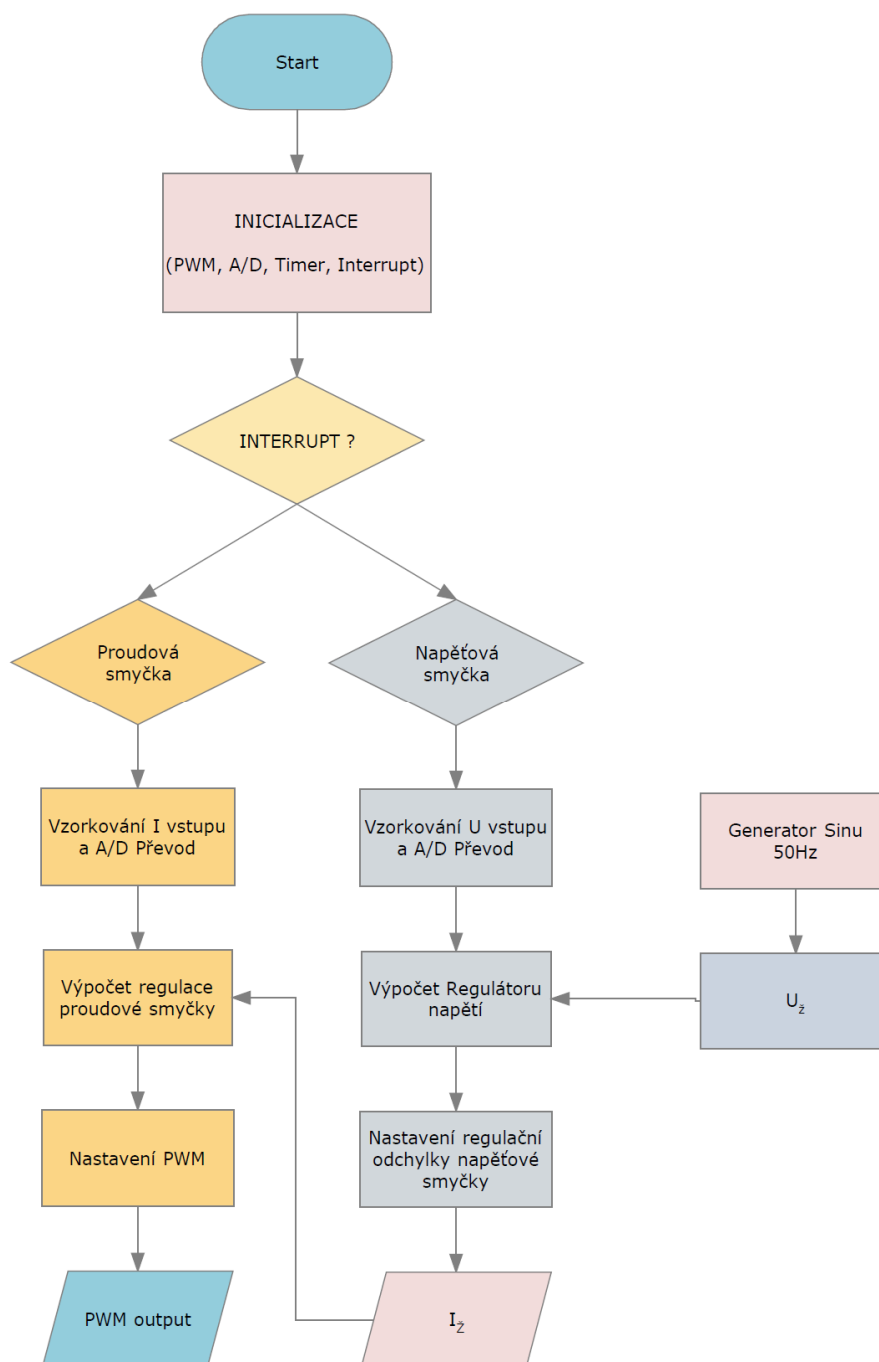 Start
INICIALIZACE
(PWM, A/D, Timer, Interrupt)
INTERRUPT ?
Proudová
smyčka
Napěťová
smyčka
Vzorkování I vstupu
a A/D Převod
Vzorkování U vstupu
a A/D Převod
Generator Sinu
50Hz
Výpočet regulace
proudové smyčky
Výpočet Regulátoru
napětí
Už
Nastavení PWM
Nastavení regulační
odchylky napěťové
smyčky
PWM output
IŽ